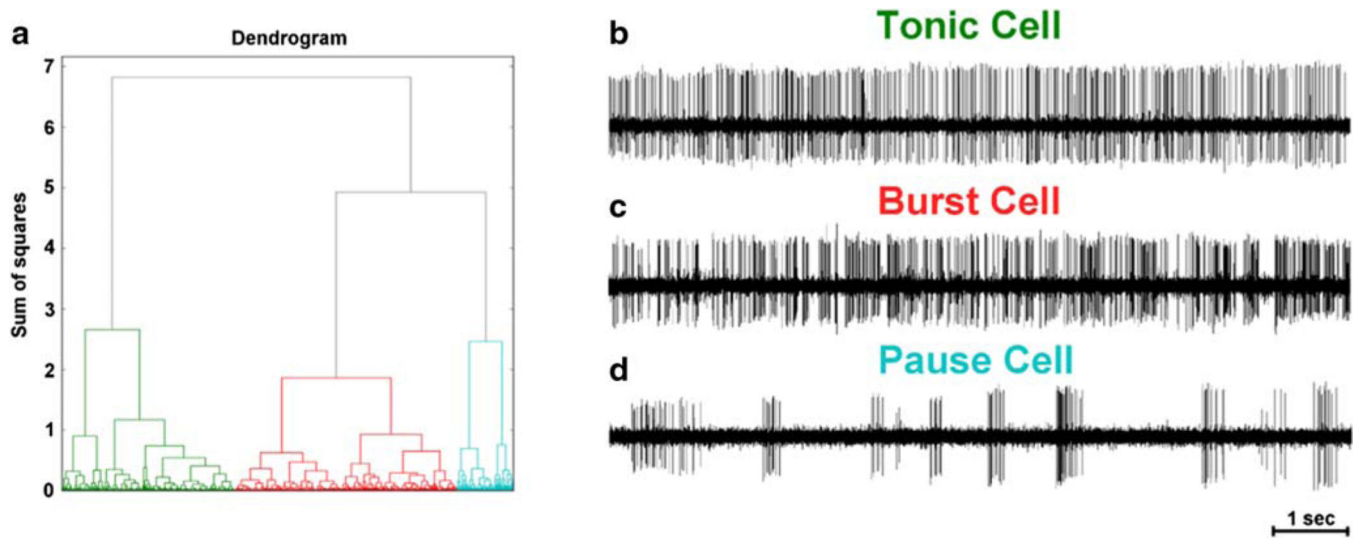 a
Dendrogram
Sum of squares
7
6
5
4
3
2
1
0
b
Tonic Cell
c
Burst Cell
d
Pause Cell
1 sec